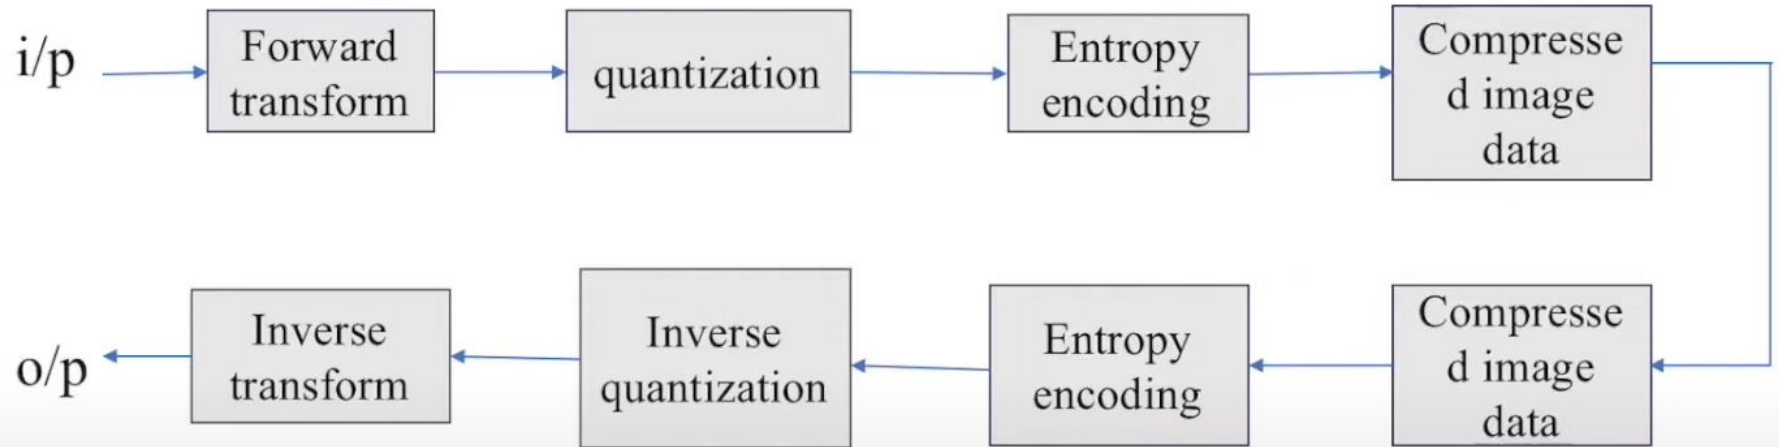 i/p
Forward
transform
quantization
Entropy
encoding
Compresse
d image
data
o/p
Inverse
transform
Inverse
quantization
Entropy
encoding
Compresse
d image
data